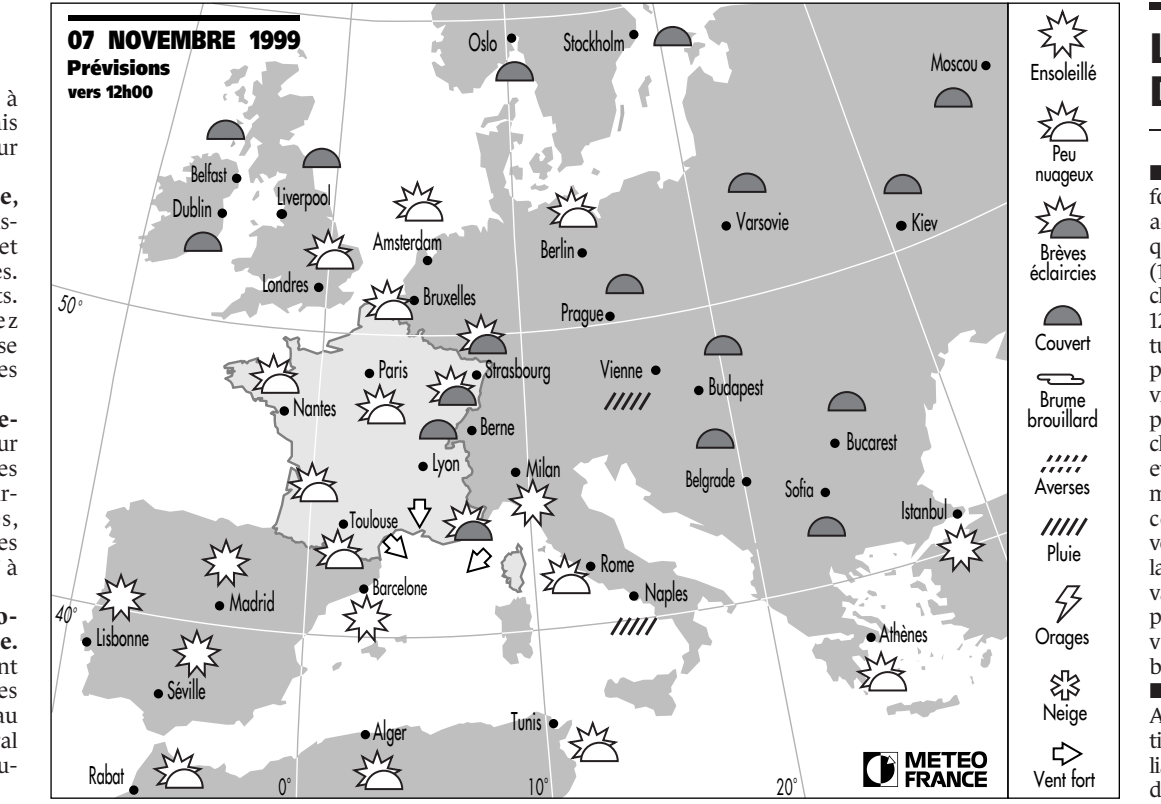 07 NOVEMBRE 1999
Prévisions
vers 12h00
Oslo
Stockholm
Moscou
Belfast
Dublin
Liverpool
Londres
Amsterdam
Bruxelles
Berlin
Varsovie
Kiev
Prague
50°
Paris
Strasbourg
Nantes
Berne
Lyon
Milan
Vienne
Budapest
Bucarest
Belgrade
Sofia
Istanbul
Toulouse
Barcelone
Rome
Naples
Madrid
40°
Lisbonne
Séville
Athènes
Alger
Tunis
Rabat
0°
10°
20°
METEO
FRANCE
Ensoleillé
Peu
nuageux
Brèves
éclaircies
Couvert
Brume
brouillard
Averses
Pluie
Orages
Neige
Vent fort